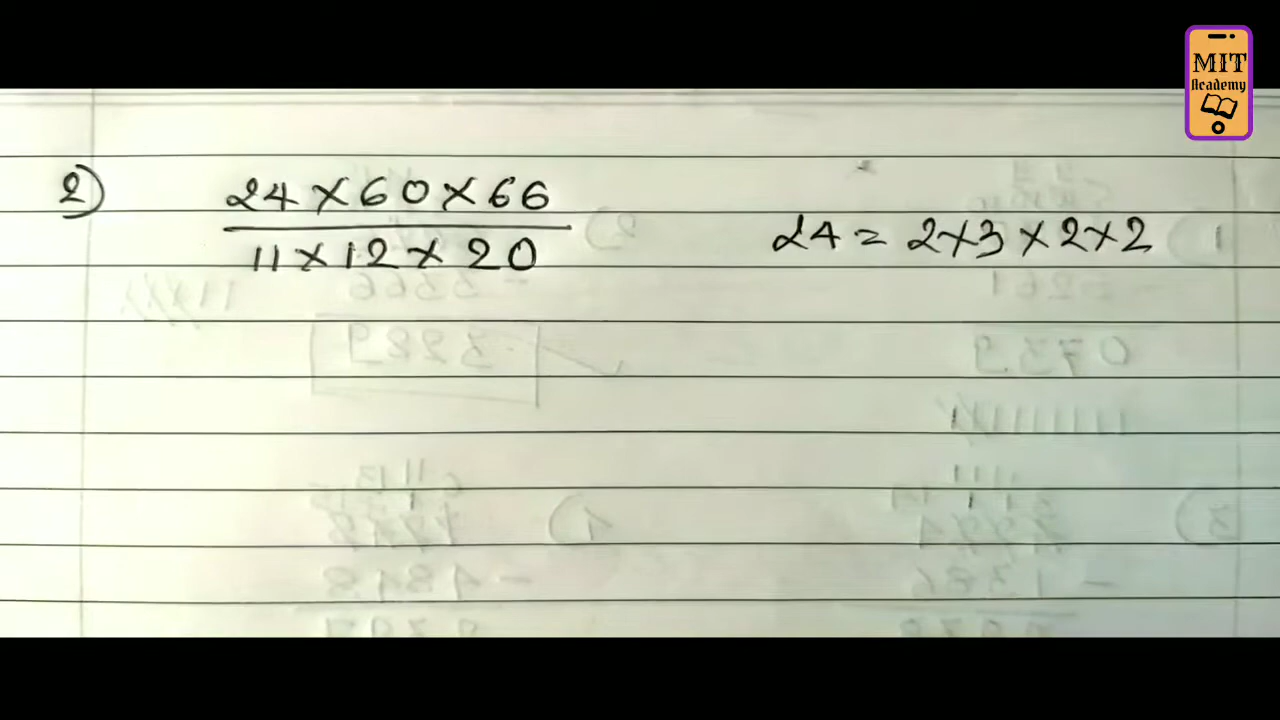 MIT
Academy
2) 24 × 60 × 66
11 × 12 × 20
24 = 2 × 3 × 2 × 2